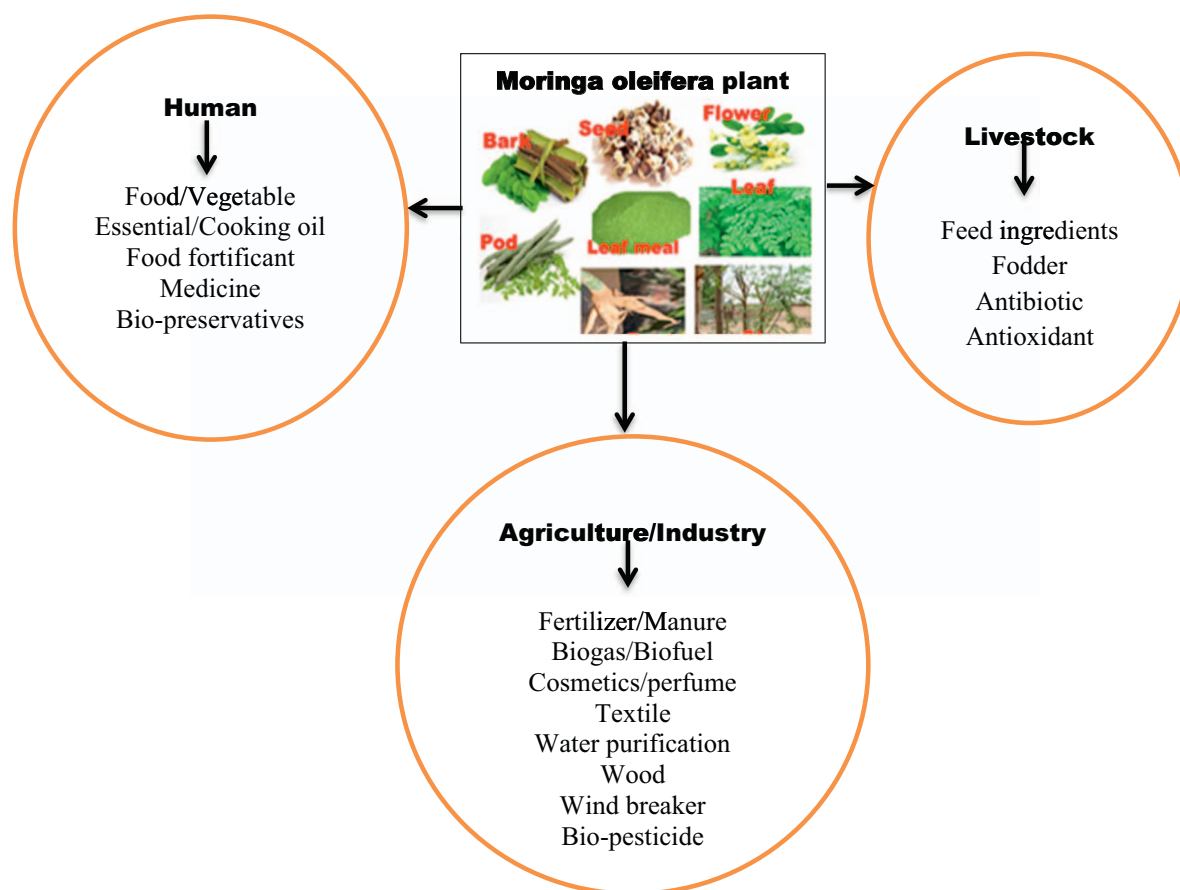 Moringa oleifera plant
Bark
Seed
Flower
Pod
Leaf meal
Leaf
Human
Food/Vegetable
Essential/Cooking oil
Food fortificant
Medicine
Bio-preservatives
Livestock
Feed ingredients
Fodder
Antibiotic
Antioxidant
Agriculture/Industry
Fertilizer/Manure
Biogas/Biofuel
Cosmetics/perfume
Textile
Water purification
Wood
Wind breaker
Bio-pesticide